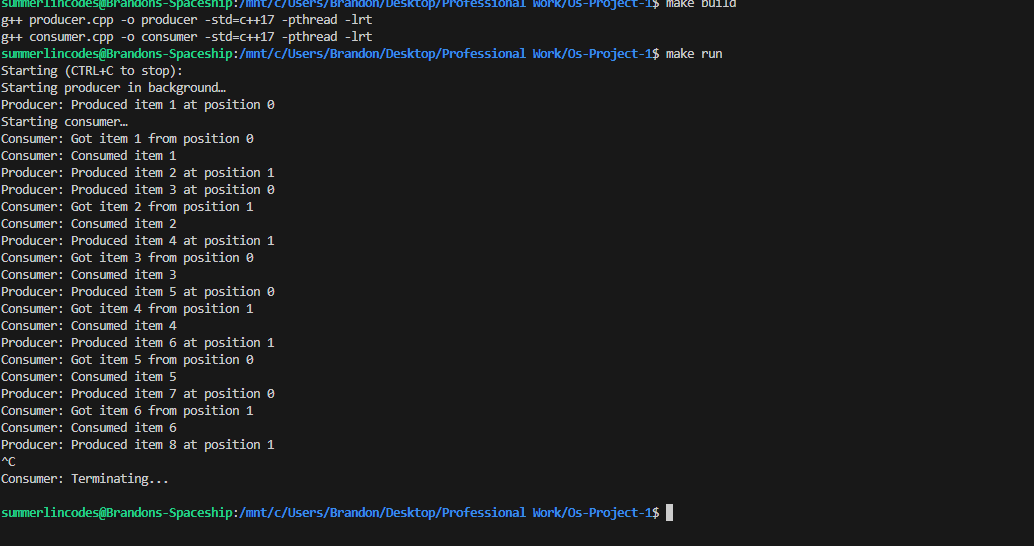 summerlincodes@Brandons-Spaceship:/mnt/c/Users/Brandon/Desktop/Professional Work/Os-Project-1$ make build
g++ producer.cpp -o producer -std=c++17 -pthread -lrt
g++ consumer.cpp -o consumer -std=c++17 -pthread -lrt
summerlincodes@Brandons-Spaceship:/mnt/c/Users/Brandon/Desktop/Professional Work/Os-Project-1$ make run
Starting (CTRL+C to stop):
Starting producer in background…
Producer: Produced item 1 at position 0
Starting consumer…
Consumer: Got item 1 from position 0
Consumer: Consumed item 1
Producer: Produced item 2 at position 1
Producer: Produced item 3 at position 0
Consumer: Got item 2 from position 1
Consumer: Consumed item 2
Producer: Produced item 4 at position 1
Consumer: Got item 3 from position 0
Consumer: Consumed item 3
Producer: Produced item 5 at position 0
Consumer: Got item 4 from position 1
Consumer: Consumed item 4
Producer: Produced item 6 at position 1
Consumer: Got item 5 from position 0
Consumer: Consumed item 5
Producer: Produced item 7 at position 0
Consumer: Got item 6 from position 1
Consumer: Consumed item 6
Producer: Produced item 8 at position 1
^C
Consumer: Terminating...
summerlincodes@Brandons-Spaceship:/mnt/c/Users/Brandon/Desktop/Professional Work/Os-Project-1$